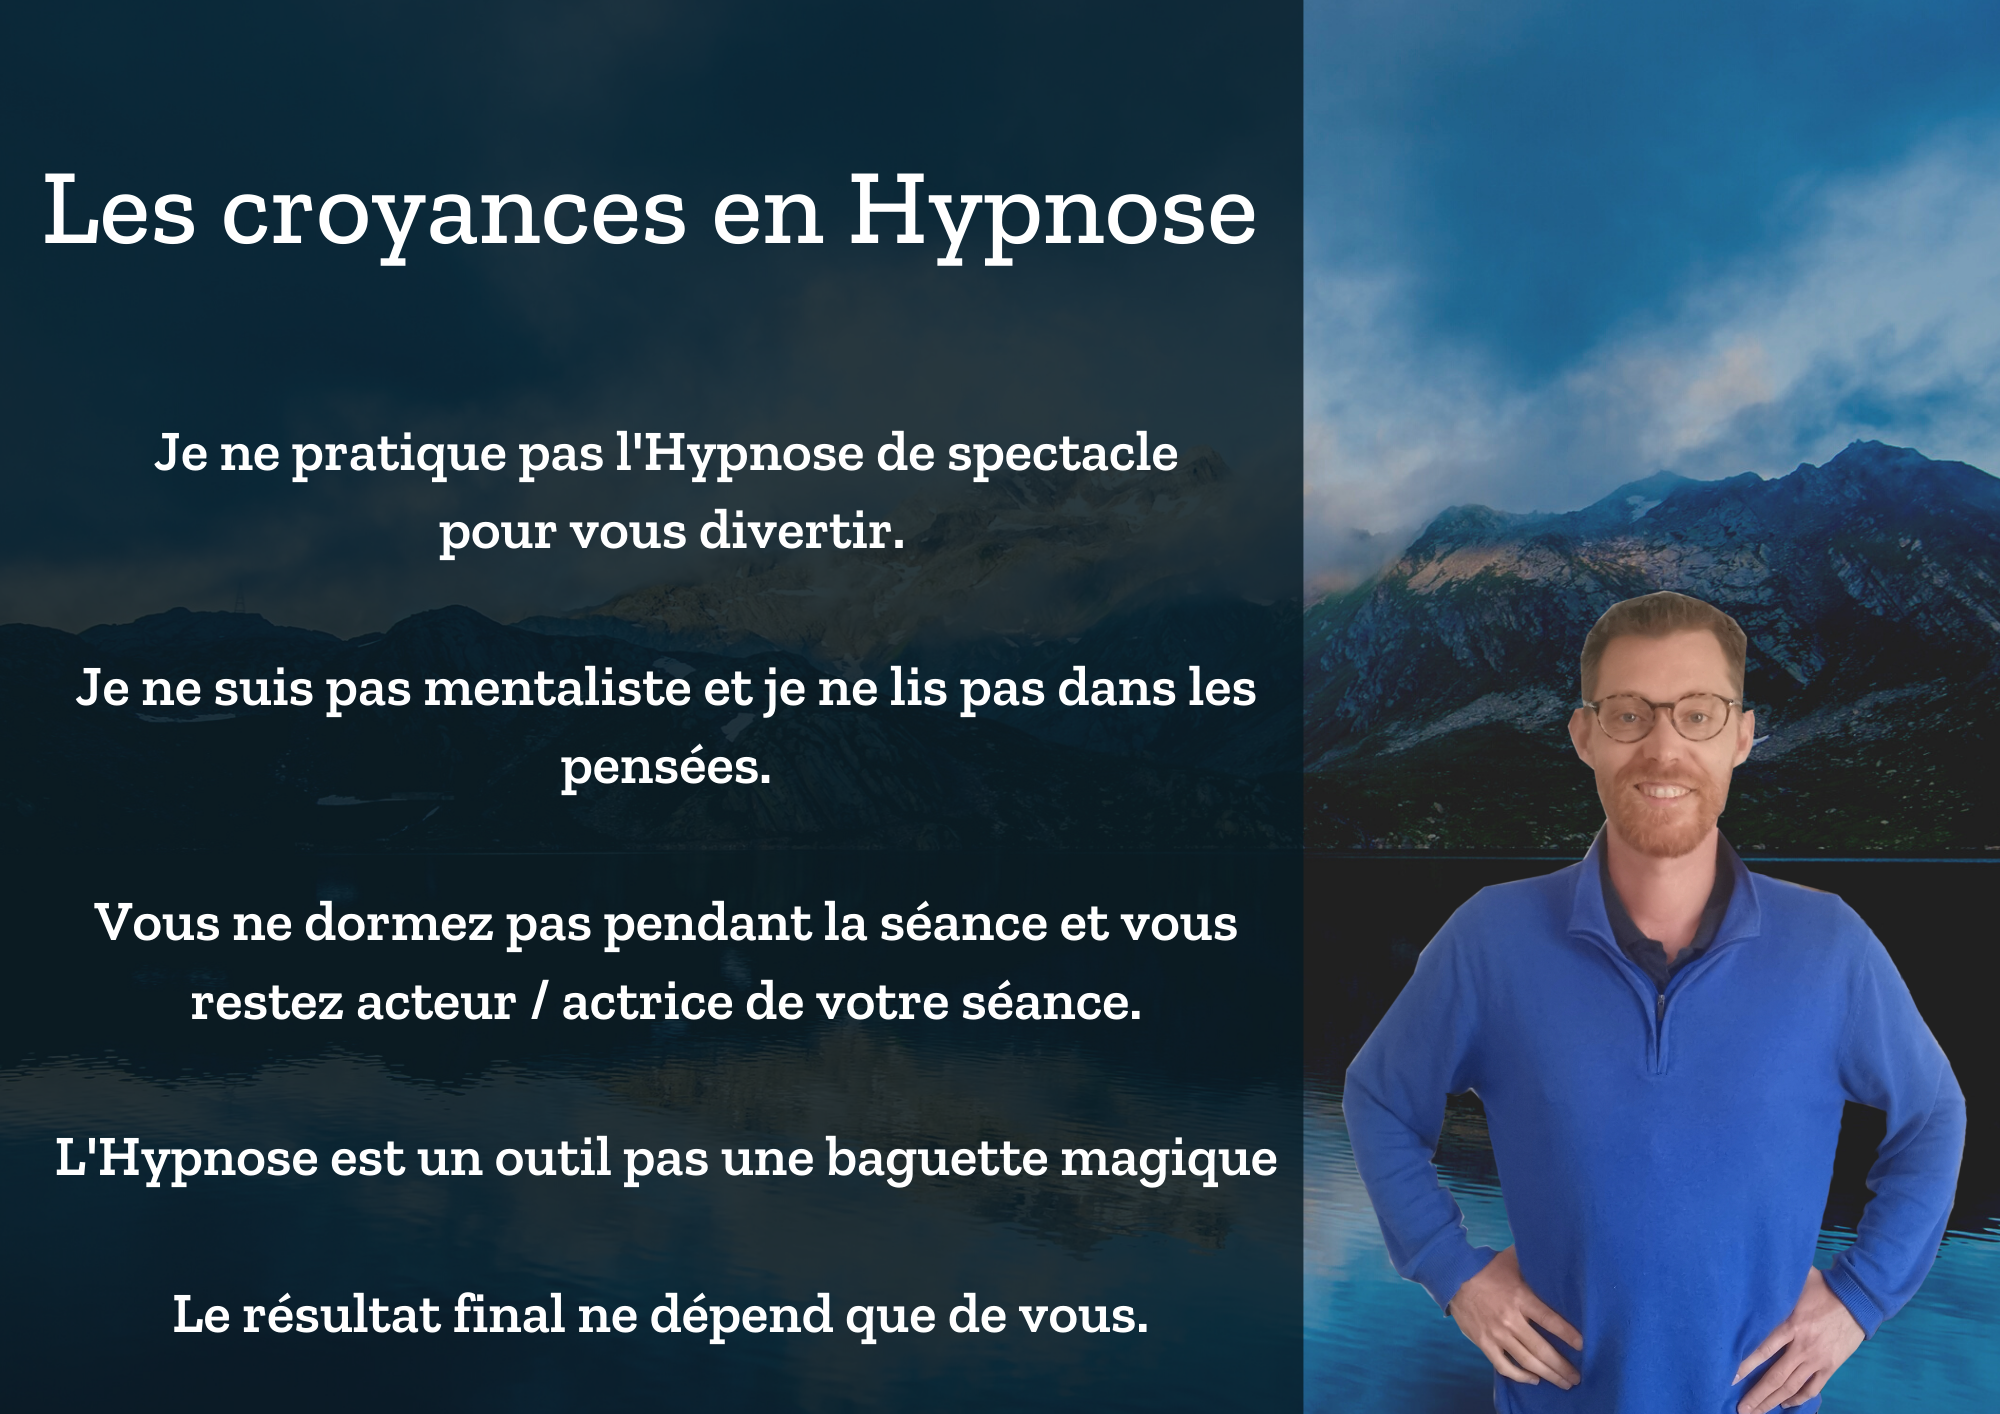 Les croyances en Hypnose
Je ne pratique pas l'Hypnose de spectacle
pour vous divertir.
Je ne suis pas mentaliste et je ne lis pas dans les
pensées.
Vous ne dormez pas pendant la séance et vous
restez acteur / actrice de votre séance.
L'Hypnose est un outil pas une baguette magique
Le résultat final ne dépend que de vous.